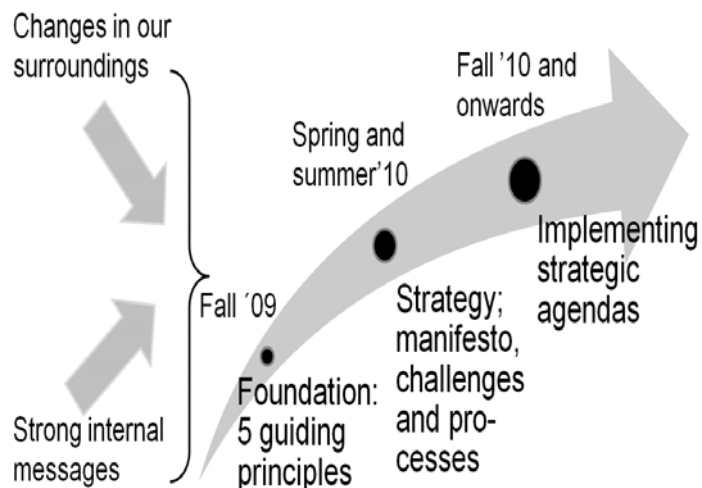 Changes in our
surroundings
Strong internal
messages
Fall ´09
Foundation:
5 guiding
principles
Spring and
summer’10
Strategy;
manifesto,
challenges
and pro-
cesses
Fall ’10 and
onwards
Implementing
strategic
agendas